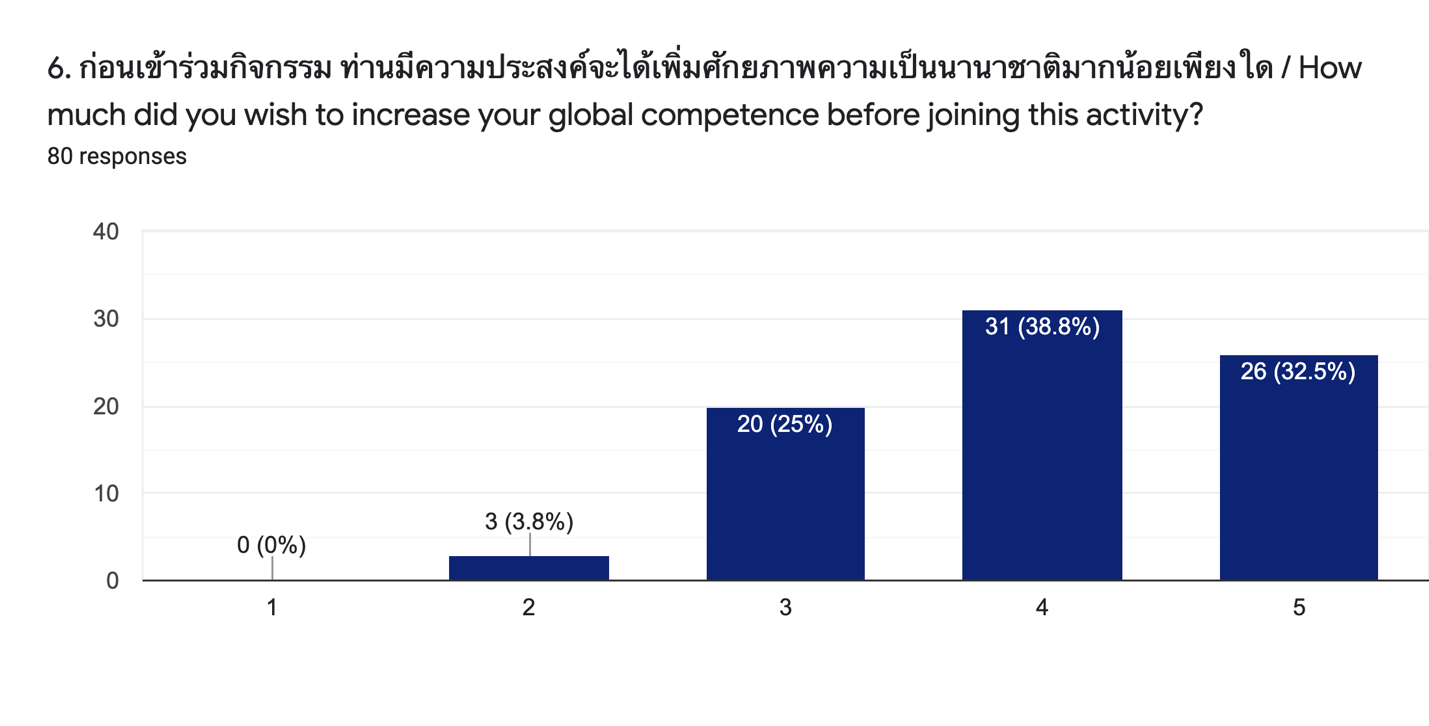 6. ก่อนเข้าร่วมกิจกรรม ท่านมีความประสงค์จะได้เพิ่มศักยภาพความเป็นนานาชาติมากน้อยเพียงใด / How
much did you wish to increase your global competence before joining this activity?
80 responses
40
30
20
10
0
0 (0%)
3 (3.8%)
20 (25%)
31 (38.8%)
26 (32.5%)
1 2 3 4 5